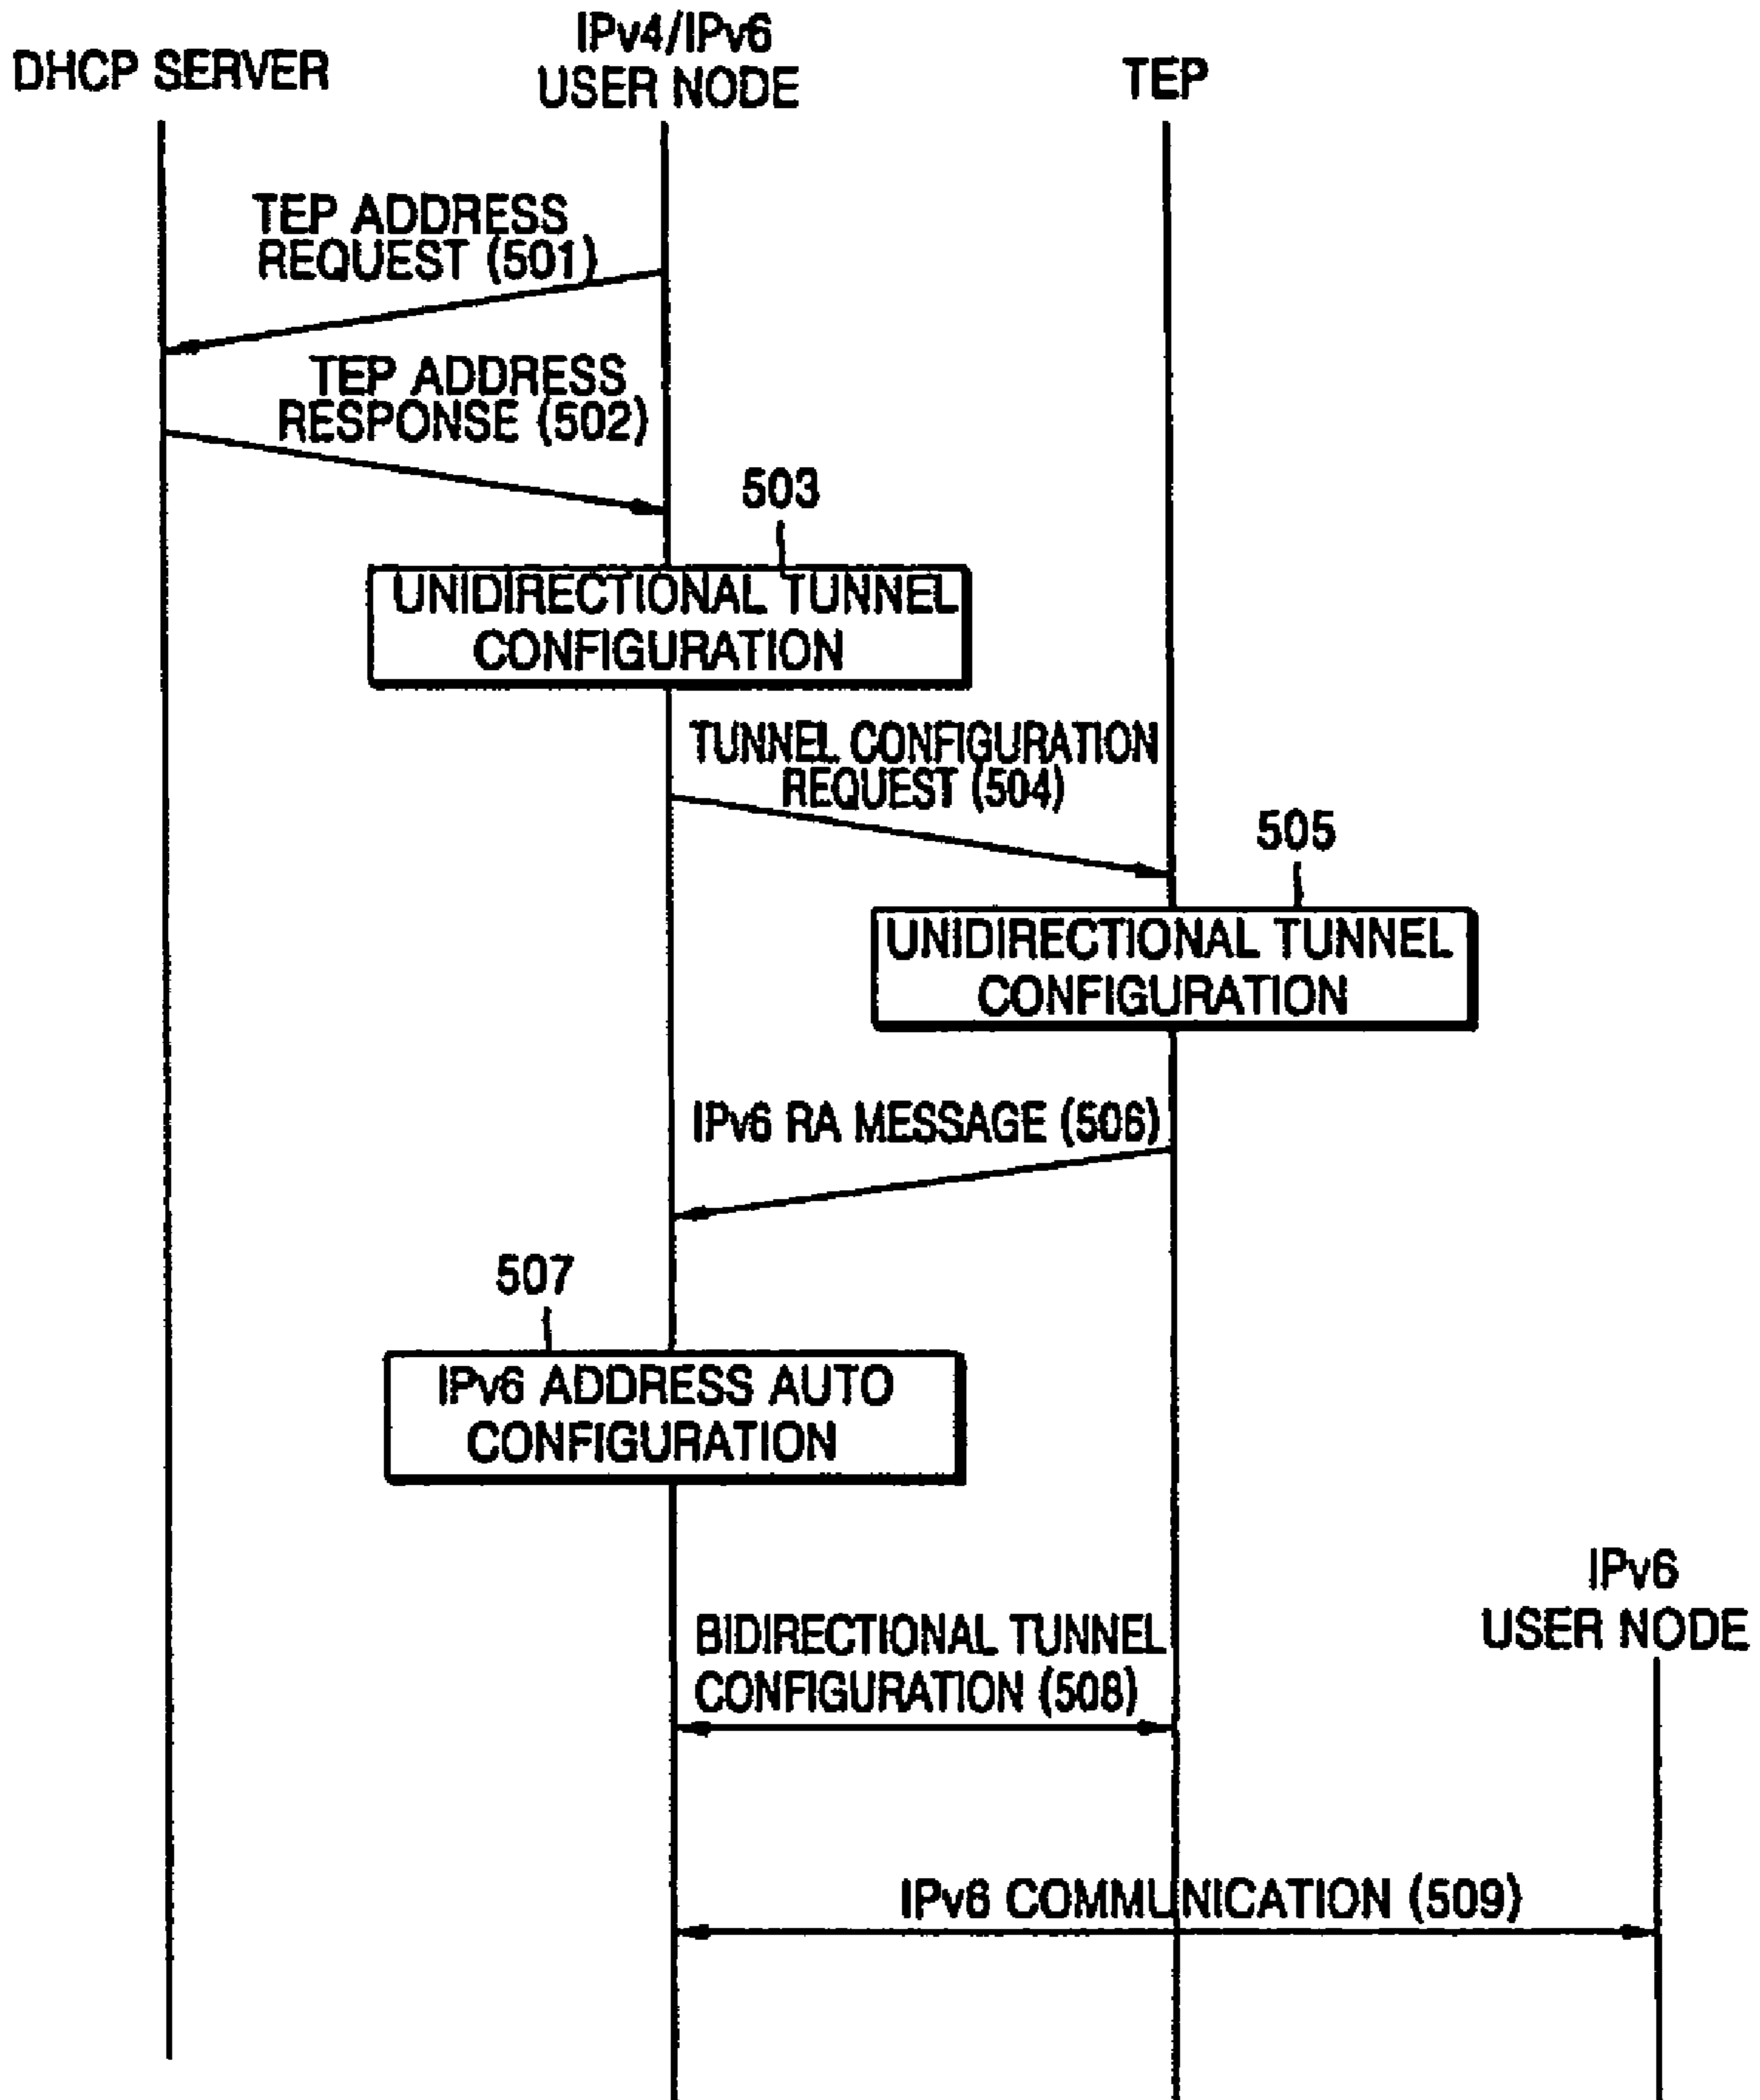 DHCP SERVER
IPv4/IPv6
USER NODE
TEP
TEP ADDRESS
REQUEST (501)
TEP ADDRESS
RESPONSE (502)
503
UNIDIRECTIONAL TUNNEL
CONFIGURATION
TUNNEL CONFIGURATION
REQUEST (504)
505
UNIDIRECTIONAL TUNNEL
CONFIGURATION
IPv6 RA MESSAGE (506)
507
IPv6 ADDRESS AUTO
CONFIGURATION
IPv6
USER NODE
BIDIRECTIONAL TUNNEL
CONFIGURATION (508)
IPv6 COMMUNICATION (509)